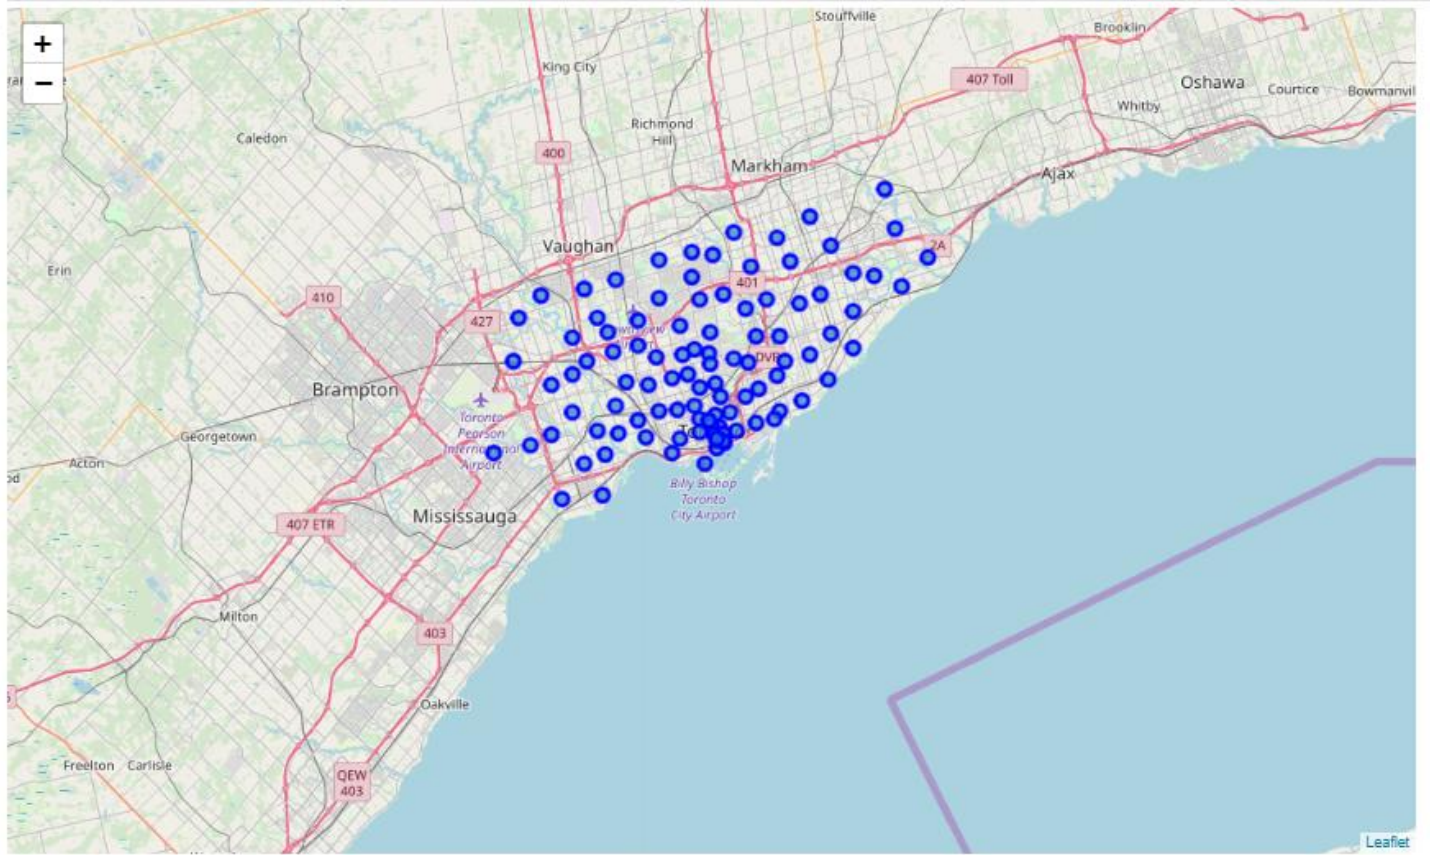 +
−
Stouffville
Brooklin
King City
407 Toll
Oshawa
Courtice
Whitby
Richmond
Hill
Caledon
400
Markham
Ajax
Vaughan
2A
Erin
401
410
427
DVP
Brampton
Toronto
Pearson
International
Airport
Georgetown
Acton
Billy Bishop
Toronto
City Airport
Mississauga
407 ETR
Milton
403
Oakville
Freelton
Carlisle
QEW
403
Leaflet